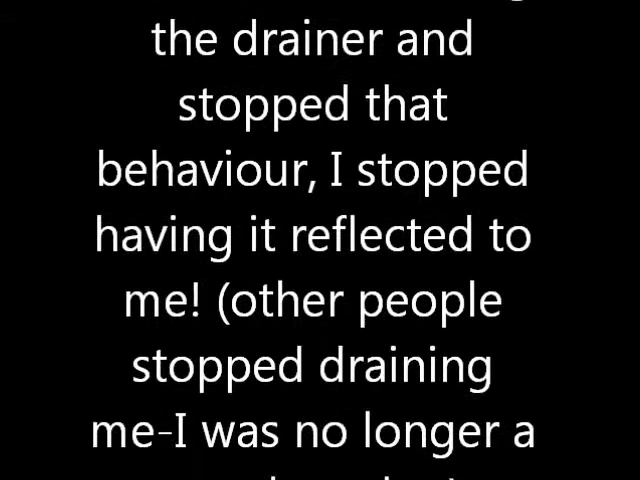 the drainer and
stopped that
behaviour, I stopped
having it reflected to
me! (other people
stopped draining
me-I was no longer a